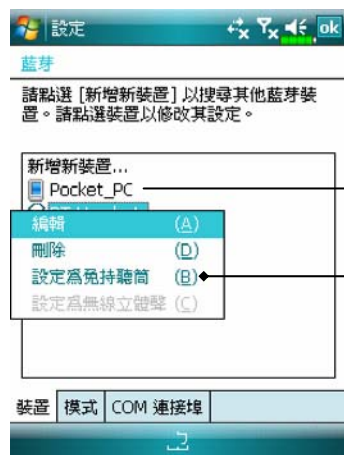 設定
ok
藍芽
請點選 [新增新裝置] 以搜尋其他藍芽裝
置。請點選裝置以修改其設定。
新增新裝置...
Pocket_PC
編輯 (A)
刪除 (D)
設定為免持聽筒 (B)
設定為無線立體聲 (C)
裝置 模式 COM 連接埠